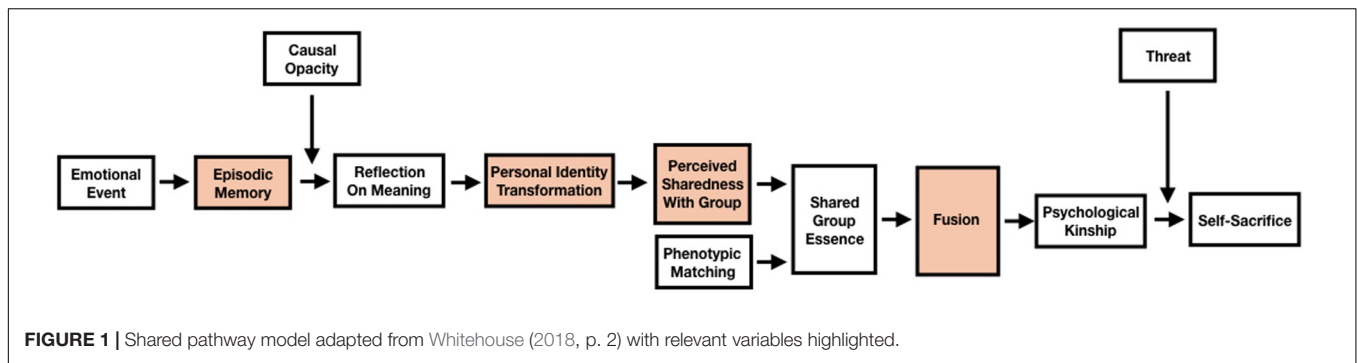 Causal
Opacity
Threat
Emotional
Event
Episodic
Memory
Reflection
On Meaning
Personal Identity
Transformation
Perceived
Sharedness
With Group
Phenotypic
Matching
Shared
Group
Essence
Fusion
Psychological
Kinship
Self-Sacrifice
FIGURE 1 | Shared pathway model adapted from Whitehouse (2018, p. 2) with relevant variables highlighted.